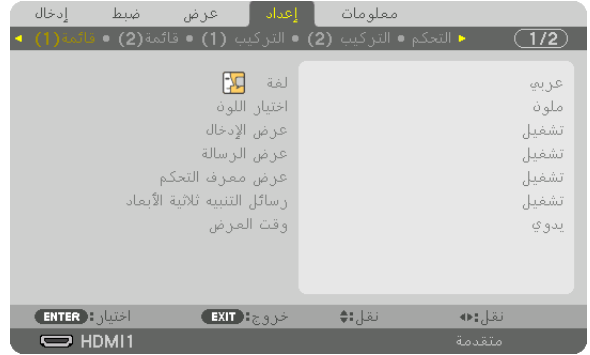 إدخال ضبط عرض إعداد معلومات
قائمة(1) • قائمة(2) • التركيب (1) • التركيب (2) • التحكم 1/2
لغة عربي
اختيار اللون ملون
عرض الإدخال تشغيل
عرض الرسالة تشغيل
عرض معرف التحكم تشغيل
رسائل التنبيه ثلاثية الأبعاد تشغيل
وقت العرض يدوي
ENTER: اختيار EXIT: خروج نقل: نقل:
HDMI1 متقدمة